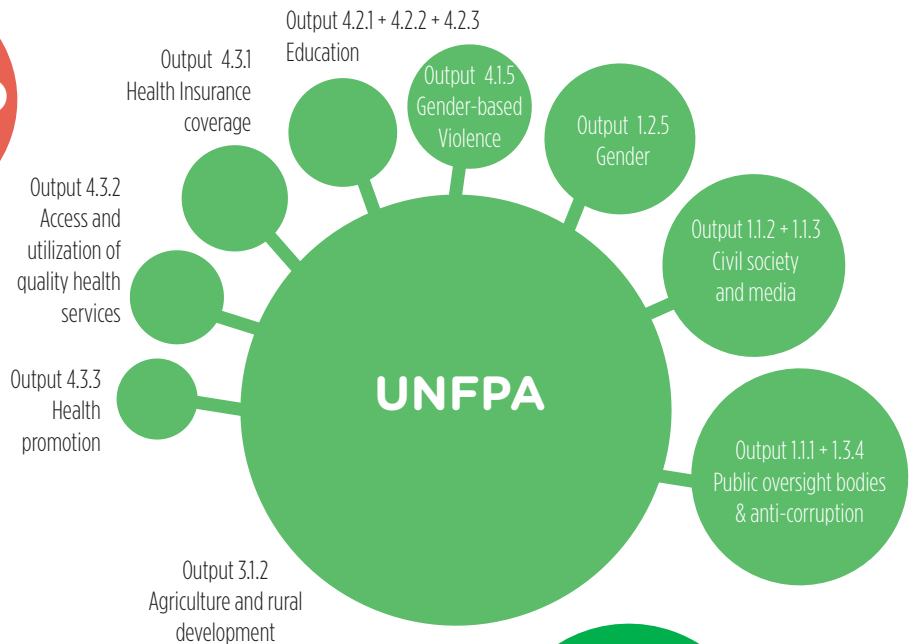 Output 4.2.1 + 4.2.2 + 4.2.3
Education
Output 4.3.1
Health Insurance
coverage
Output 4.1.5
Gender-based
Violence
Output 1.2.5
Gender
Output 4.3.2
Access and
utilization of
quality health
services
Output 1.1.2 + 1.1.3
Civil society
and media
Output 4.3.3
Health
promotion
UNFPA
Output 1.1.1 + 1.3.4
Public oversight bodies
& anti-corruption
Output 3.1.2
Agriculture and rural
development